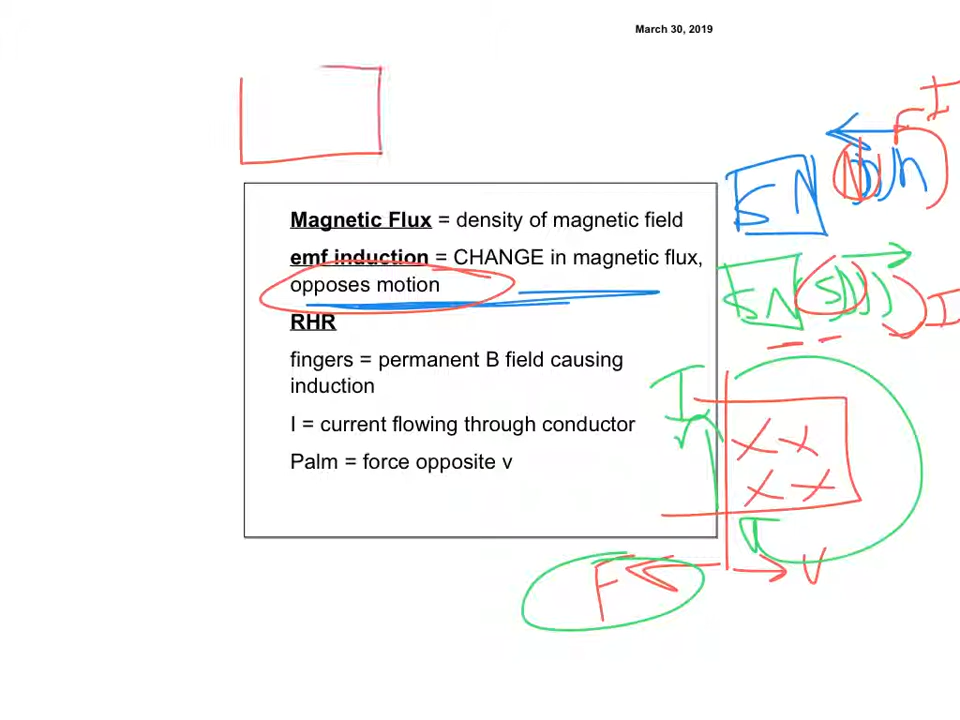 March 30, 2019
I
F
N n
S N
Magnetic Flux = density of magnetic field
emf induction = CHANGE in magnetic flux,
opposes motion
S N S I
RHR
fingers = permanent B field causing
induction
I
X X
I = current flowing through conductor
Palm = force opposite v
X X
F V